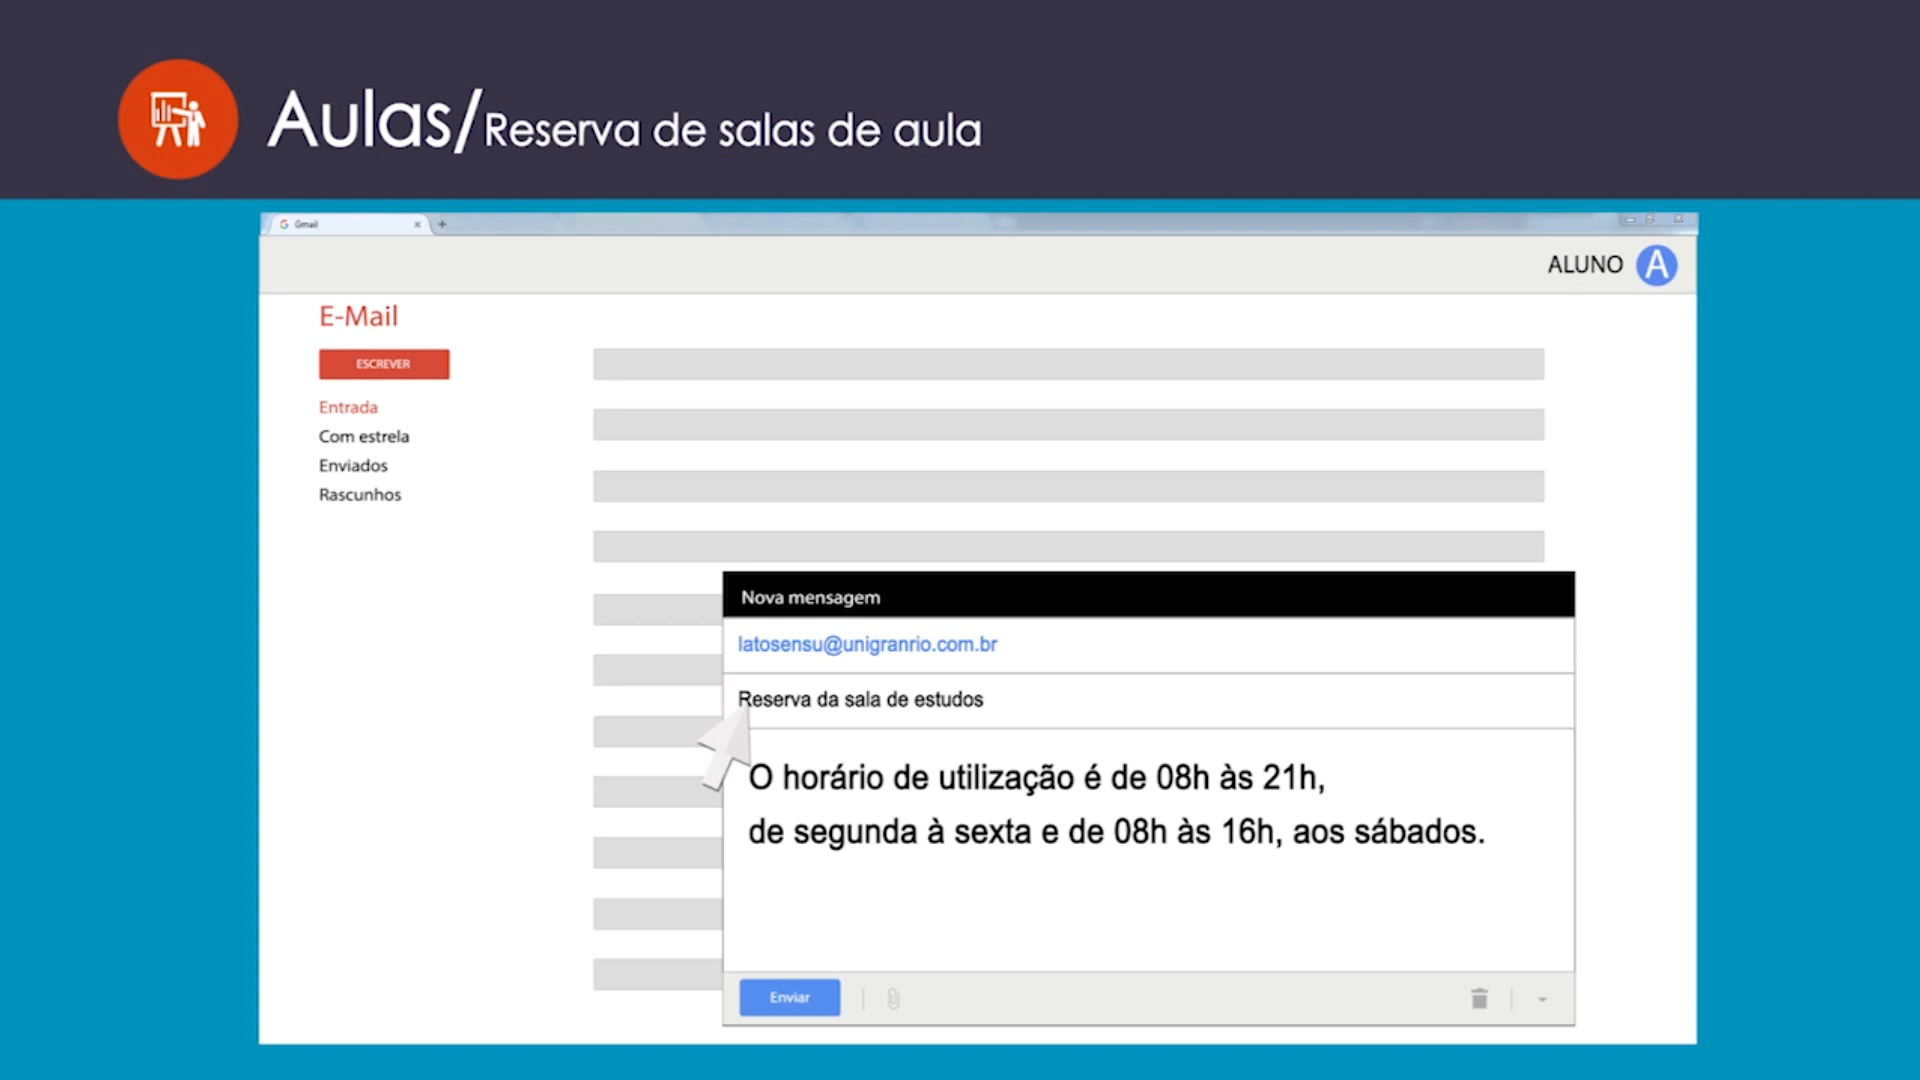 Aulas/Reserva de salas de aula
Gmail
ALUNO A
E-Mail
ESCREVER
Entrada
Com estrela
Enviados
Rascunhos
Nova mensagem
latosensu@unigranrio.com.br
Reserva da sala de estudos
O horário de utilização é de 08h às 21h,
de segunda à sexta e de 08h às 16h, aos sábados.
Enviar